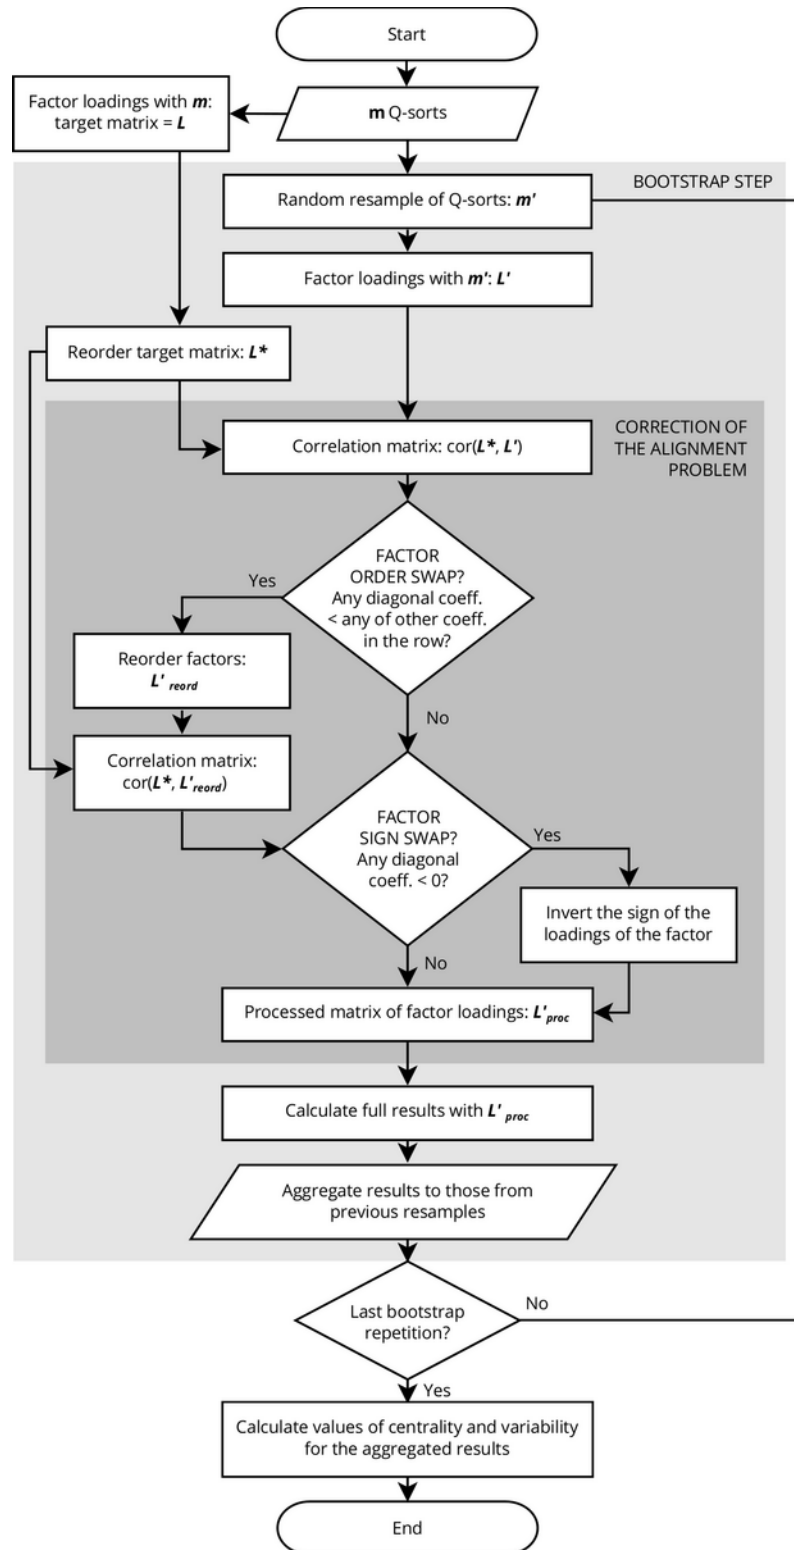 Start
Factor loadings with m:
target matrix = L
m Q-sorts
BOOTSTRAP STEP
Random resample of Q-sorts: m'
Factor loadings with m': L'
Reorder target matrix: L*
CORRECTION OF
THE ALIGNMENT
PROBLEM
Correlation matrix: cor(L*, L')
FACTOR
ORDER SWAP?
Any diagonal coeff.
< any of other coeff.
in the row?
Yes
Reorder factors:
L' reord
No
Correlation matrix:
cor(L*, L'reord)
FACTOR
SIGN SWAP?
Any diagonal
coeff. < 0?
Yes
Invert the sign of the
loadings of the factor
No
Processed matrix of factor loadings: L'proc
Calculate full results with L' proc
Aggregate results to those from
previous resamples
Last bootstrap
repetition?
No
Yes
Calculate values of centrality and variability
for the aggregated results
End